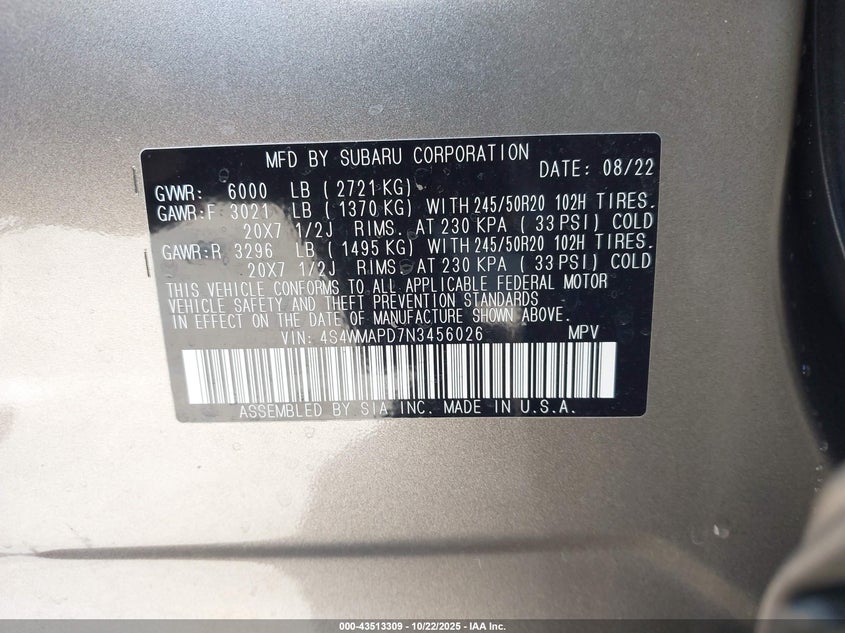 MFD BY SUBARU CORPORATION
DATE: 08/22
GVWR: 6000 LB ( 2721 KG)
GAWR:F 3021 LB ( 1370 KG) WITH 245/50R20 102H TIRES.
20X7 1/2J RIMS. AT 230 KPA ( 33 PSI) COLD
GAWR:R 3296 LB ( 1495 KG) WITH 245/50R20 102H TIRES.
20X7 1/2J RIMS. AT 230 KPA ( 33 PSI) COLD
THIS VEHICLE CONFORMS TO ALL APPLICABLE FEDERAL MOTOR
VEHICLE SAFETY AND THEFT PREVENTION STANDARDS
IN EFFECT ON THE DATE OF MANUFACTURE SHOWN ABOVE.
VIN: 4S4WMAPD7N3456026 MPV
ASSEMBLED BY SIA INC. MADE IN U.S.A.
000-43513309 - 10/22/2025 - IAA Inc.